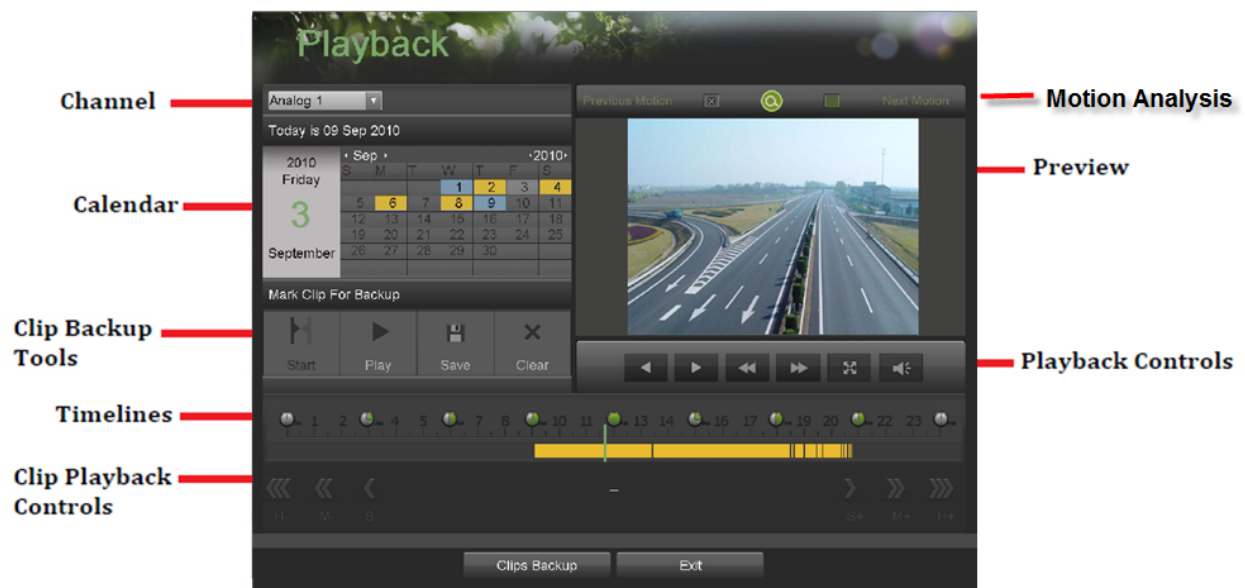 Playback
Channel
Analog 1
Previous Motion
Next Motion
Motion Analysis
Today is 09 Sep 2010
Calendar
2010
Friday
3
September
Sep 2010
S M T W T F S
1 2 3 4
5 6 7 8 9 10 11
12 13 14 15 16 17 18
19 20 21 22 23 24 25
26 27 28 29 30
Preview
Mark Clip For Backup
Clip Backup
Tools
Start Play Save Clear
Playback Controls
Timelines
1 2 4 5 7 8 10 11 13 14 16 17 19 20 22 23
Clip Playback
Controls
H- M- S- S+ M+ H+
Clips Backup
Exit